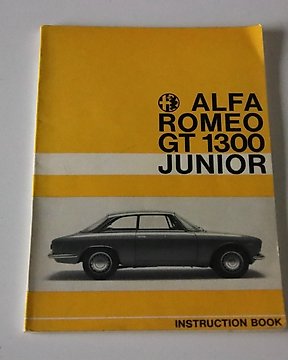 ALFA
ROMEO
GT 1300
JUNIOR
INSTRUCTION BOOK